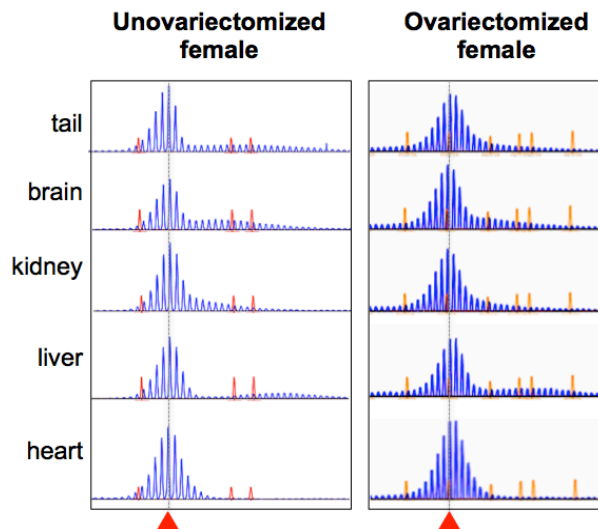 Unovariectomized
female
Ovariectomized
female
tail
brain
kidney
liver
heart